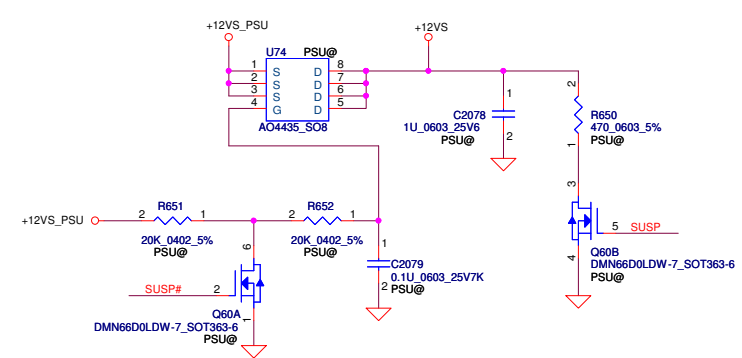 +12VS_PSU
+12VS
U74 PSU@
1 S D 8
2 S D 7
3 S D 6
4 G D 5
AO4435_SO8
1
C2078
1U_0603_25V6
PSU@
2
2
R650
470_0603_5%
PSU@
1
3
5 SUSP
4
Q60B
DMN66D0LDW-7_SOT363-6
PSU@
+12VS_PSU
R651
2 1
20K_0402_5%
PSU@
R652
2 1
20K_0402_5%
PSU@
1
C2079
0.1U_0603_25V7K
2
PSU@
6
SUSP# 2
1
Q60A
DMN66D0LDW-7_SOT363-6
PSU@